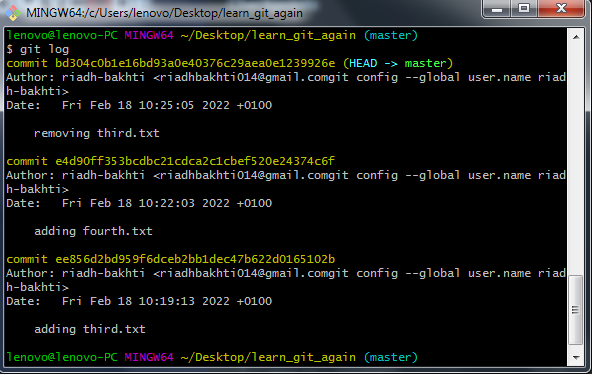 MINGW64:/c/Users/lenovo/Desktop/learn_git_again
lenovo@lenovo-PC MINGW64 ~/Desktop/learn_git_again (master)
$ git log
commit bd304c0b1e16bd93a0e40376c29aea0e1239926e (HEAD -> master)
Author: riadh-bakhti <riadhbakhti014@gmail.comgit config --global user.name riad
h-bakhti>
Date:   Fri Feb 18 10:25:05 2022 +0100
    removing third.txt
commit e4d90ff353bcdbc21cdca2c1cbef520e24374c6f
Author: riadh-bakhti <riadhbakhti014@gmail.comgit config --global user.name riad
h-bakhti>
Date:   Fri Feb 18 10:22:03 2022 +0100
    adding fourth.txt
commit ee856d2bd959f6dceb2bb1dec47b622d0165102b
Author: riadh-bakhti <riadhbakhti014@gmail.comgit config --global user.name riad
h-bakhti>
Date:   Fri Feb 18 10:19:13 2022 +0100
    adding third.txt
lenovo@lenovo-PC MINGW64 ~/Desktop/learn_git_again (master)